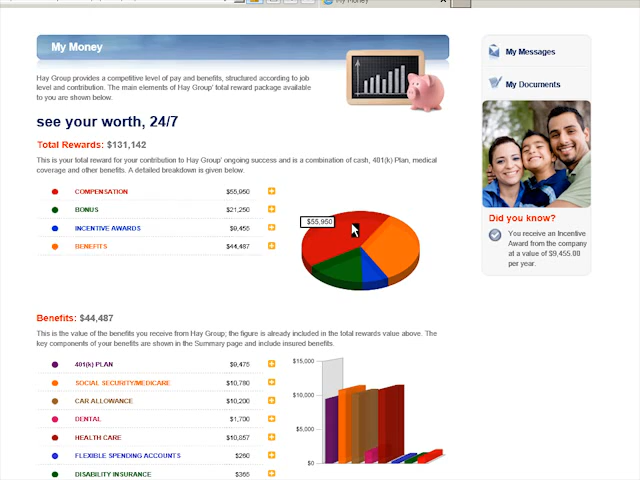 My Money
My Money
Hay Group provides a competitive level of pay and benefits, structured according to job
level and contribution. The main elements of Hay Group' total reward package available
to you are shown below.
see your worth, 24/7
Total Rewards: $131,142
This is your total reward for your contribution to Hay Group' ongoing success and is a combination of cash, 401(k) Plan, medical
coverage and other benefits. A detailed breakdown is given below.
COMPENSATION $55,950
BONUS $21,250
INCENTIVE AWARDS $9,455
BENEFITS $44,487
$55,950
Benefits: $44,487
This is the value of the benefits you receive from Hay Group; the figure is already included in the total rewards value above. The
key components of your benefits are shown in the Summary page and include insured benefits.
401(k) PLAN $9,475
SOCIAL SECURITY/MEDICARE $10,780
CAR ALLOWANCE $10,200
DENTAL $1,700
HEALTH CARE $10,857
FLEXIBLE SPENDING ACCOUNTS $260
DISABILITY INSURANCE $355
$15,000
$10,000
$5,000
$0
My Messages
My Documents
Did you know?
You receive an Incentive
Award from the company
at a value of $9,455.00
per year.